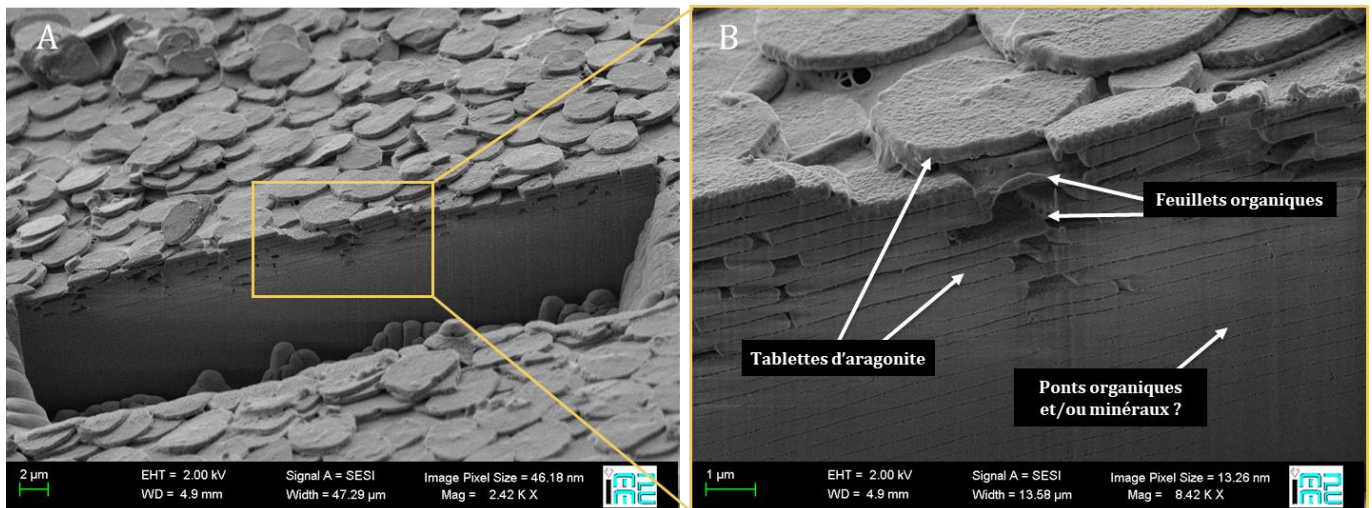 A
B
Feuillets organiques
Tablettes d'aragonite
Ponts organiques
et/ou minéraux ?
2 µm
EHT = 2.00 kV
Signal A = SESI
Image Pixel Size = 46.18 nm
WD = 4.9 mm
Width = 47.29 µm
Mag = 2.42 K X
1 µm
EHT = 2.00 kV
Signal A = SESI
Image Pixel Size = 13.26 nm
WD = 4.9 mm
Width = 13.58 µm
Mag = 8.42 K X